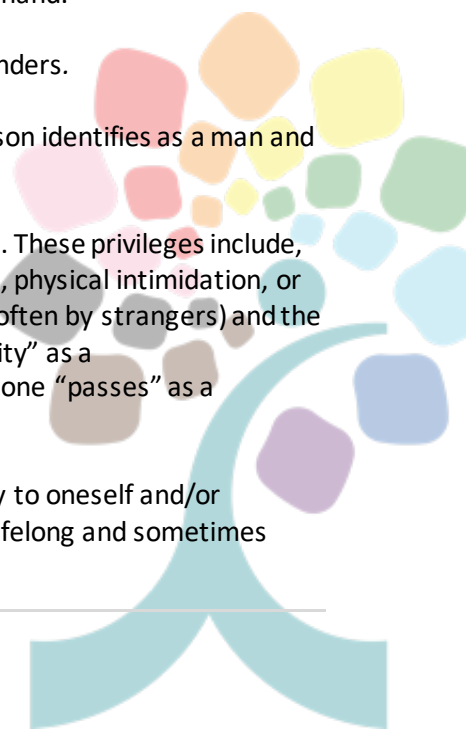 nders.
son identifies as a man and
. These privileges include,
, physical intimidation, or
often by strangers) and the
ity” as a
one “passes” as a
y to oneself and/or
ifelong and sometimes